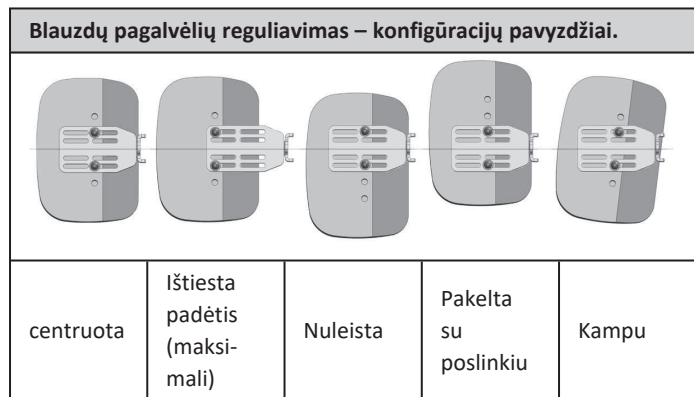 Blauzdų pagalvėlių reguliavimas – konfigūracijų pavyzdžiai.
centruota
Ištiesta
padėtis
(maksi-
mali)
Nuleista
Pakelta
su
poslinkiu
Kampu